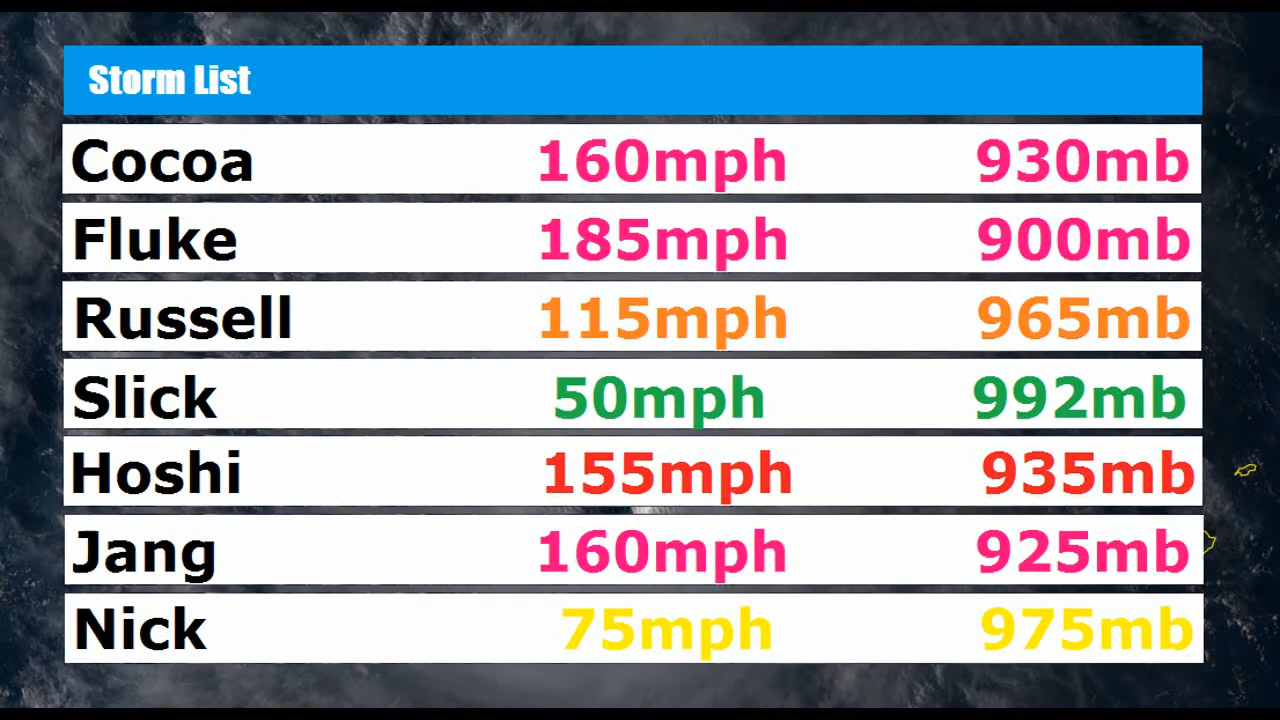 Storm List
Cocoa 160mph 930mb
Fluke 185mph 900mb
Russell 115mph 965mb
Slick 50mph 992mb
Hoshi 155mph 935mb
Jang 160mph 925mb
Nick 75mph 975mb